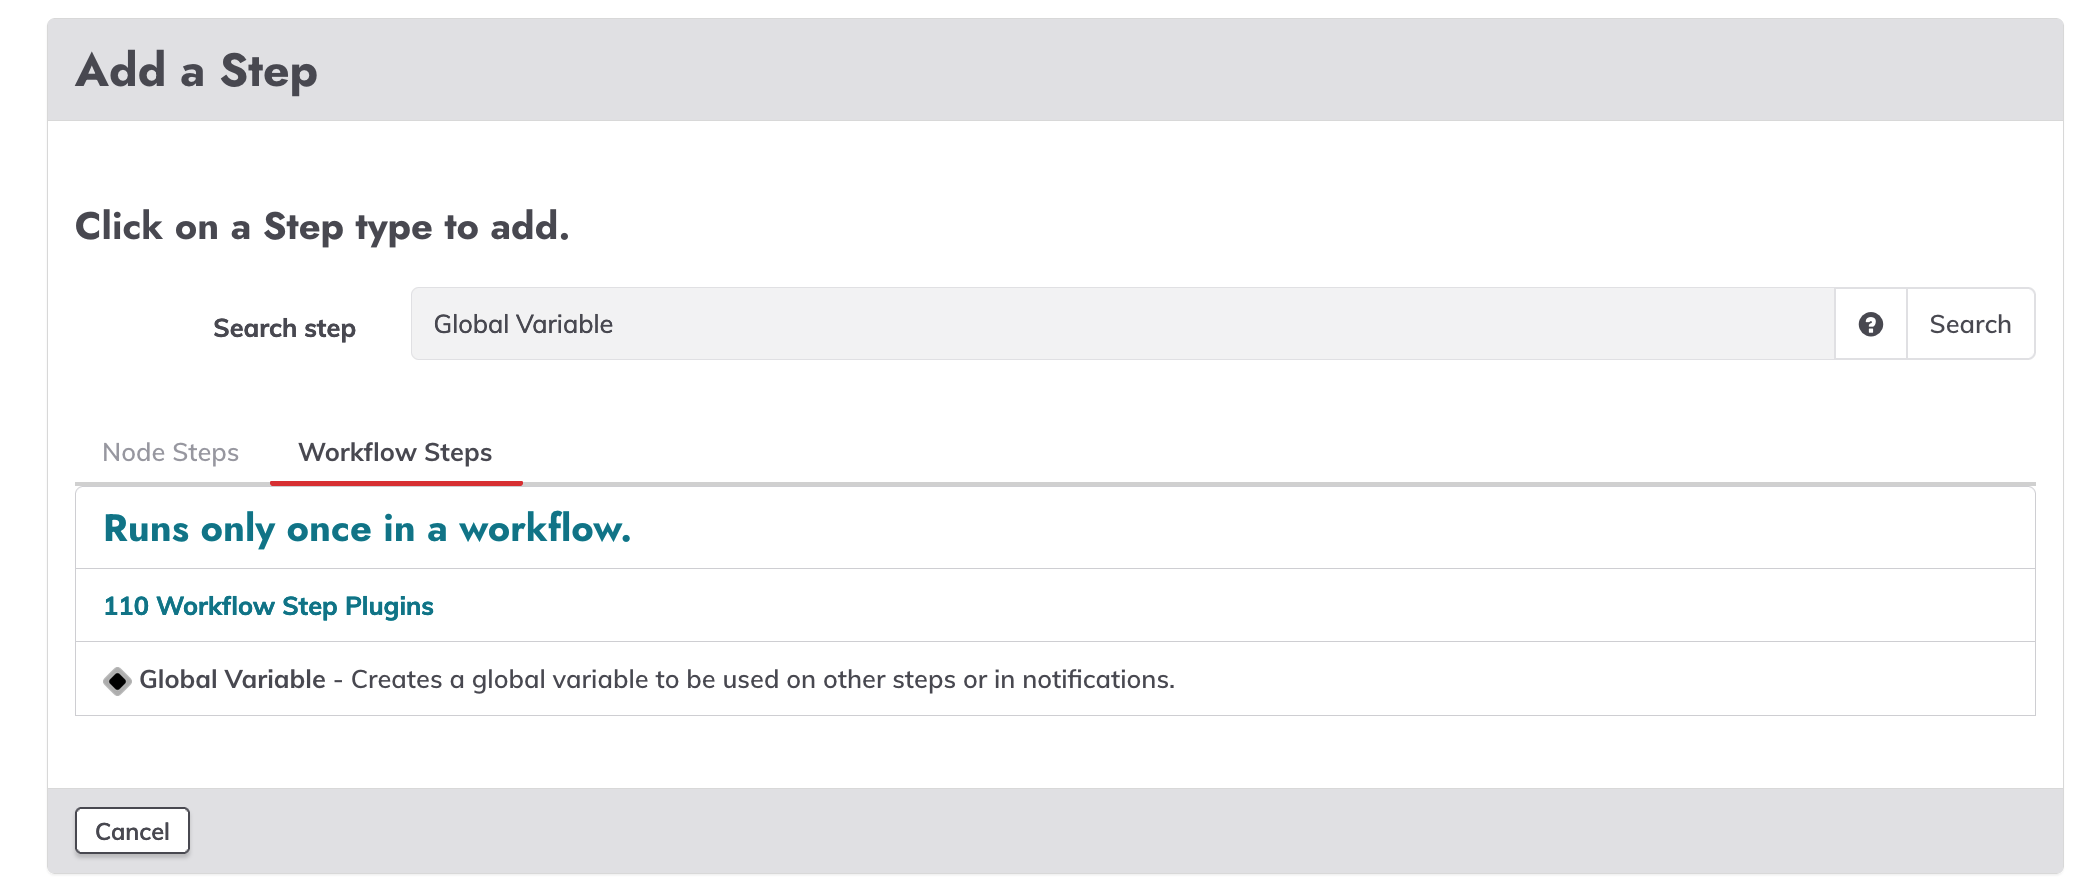 Add a Step
Click on a Step type to add.
Search step
Global Variable
?
Search
Node Steps
Workflow Steps
Runs only once in a workflow.
110 Workflow Step Plugins
Global Variable - Creates a global variable to be used on other steps or in notifications.
Cancel